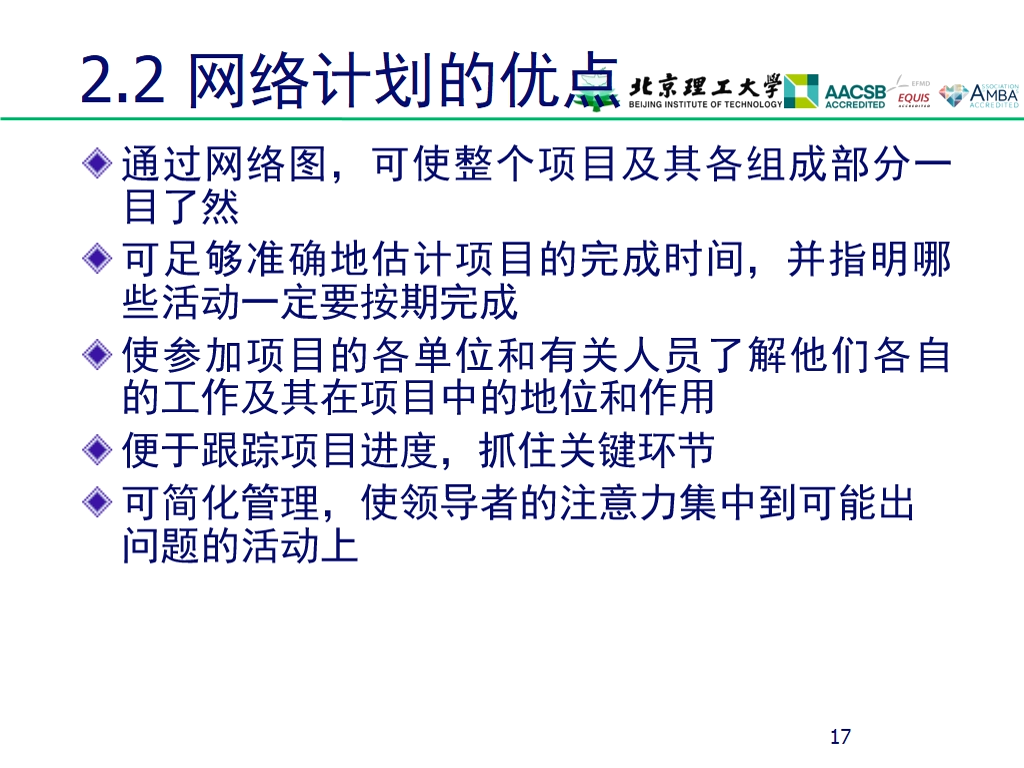 2.2 网络计划的优点
北京理工大学
BEIJING INSTITUTE OF TECHNOLOGY
AACSB
ACCREDITED
EFMD
EQUIS
ACCREDITED
ASSOCIATION
AMBA
ACCREDITED
通过网络图，可使整个项目及其各组成部分一
目了然
可足够准确地估计项目的完成时间，并指明哪
些活动一定要按期完成
使参加项目的各单位和有关人员了解他们各自
的工作及其在项目中的地位和作用
便于跟踪项目进度，抓住关键环节
可简化管理，使领导者的注意力集中到可能出
问题的活动上
17